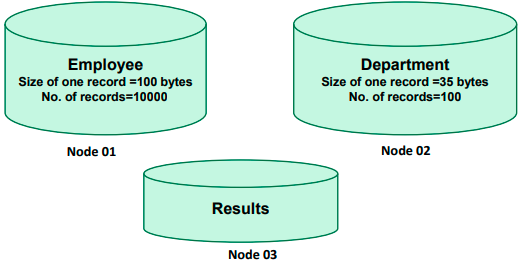 Employee
Size of one record =100 bytes
No. of records=10000
Node 01
Department
Size of one record =35 bytes
No. of records=100
Node 02
Results
Node 03